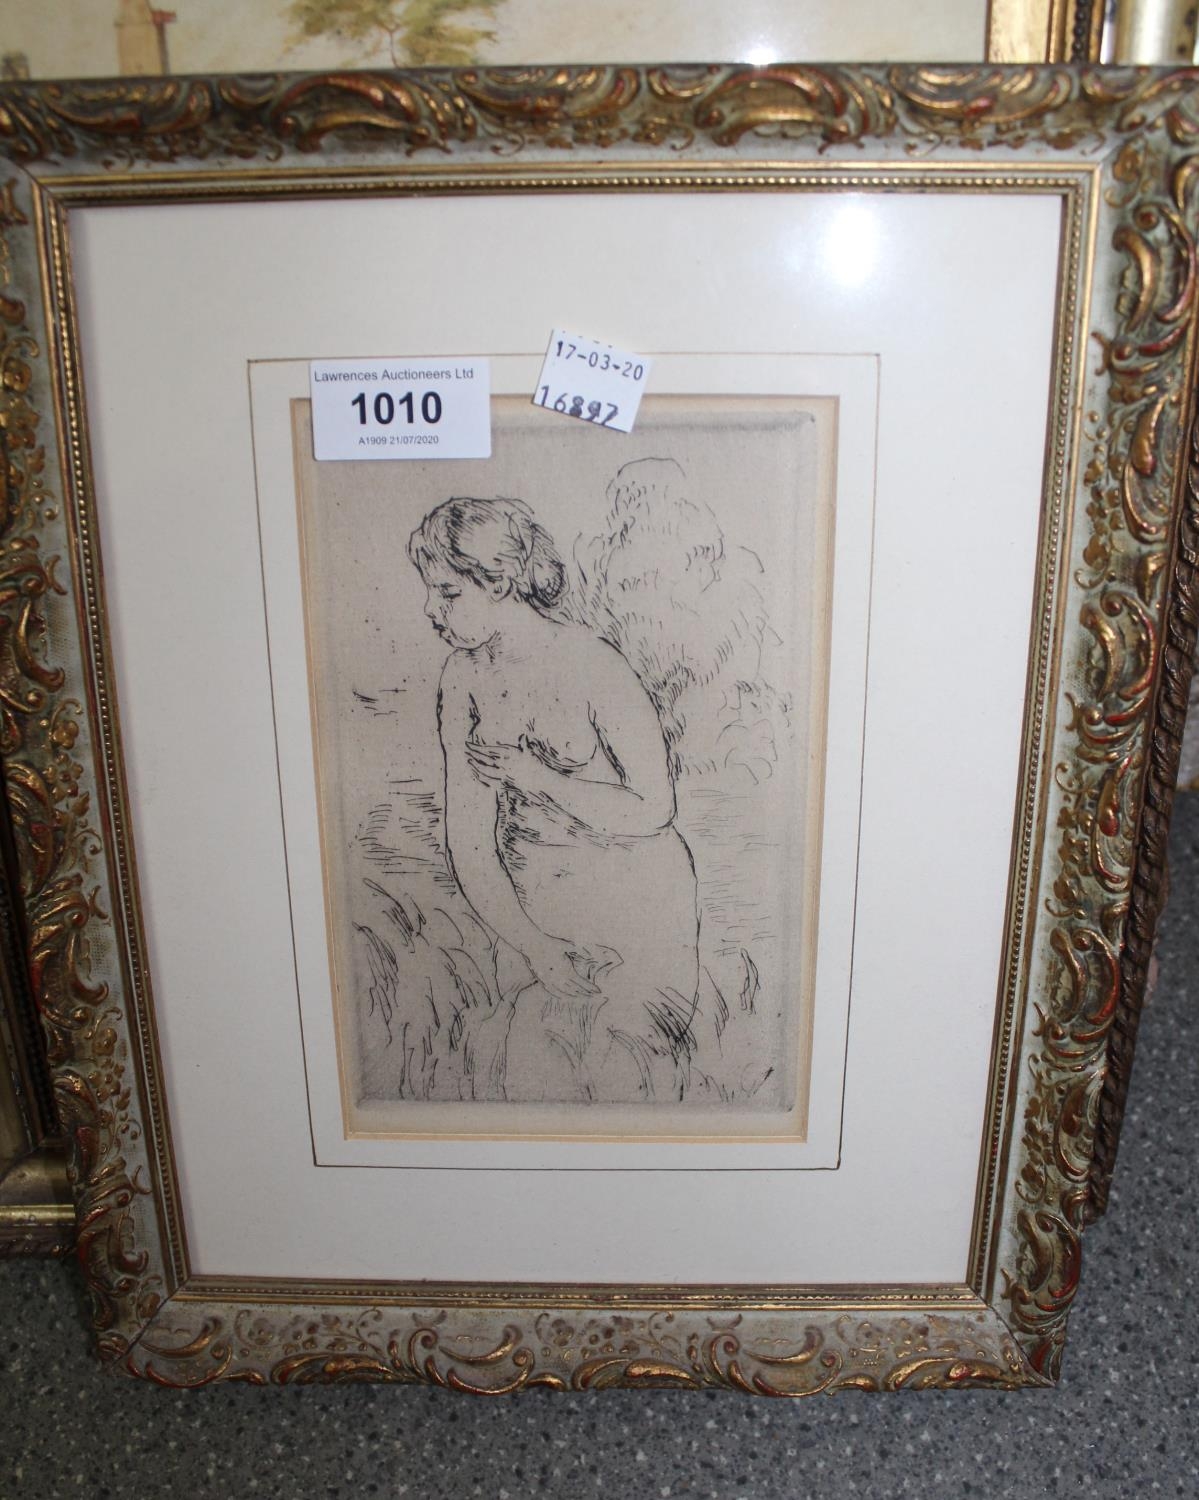 Lawrences Auctioneers Ltd
1010
A1909 21/07/2020
17-03-20
16897